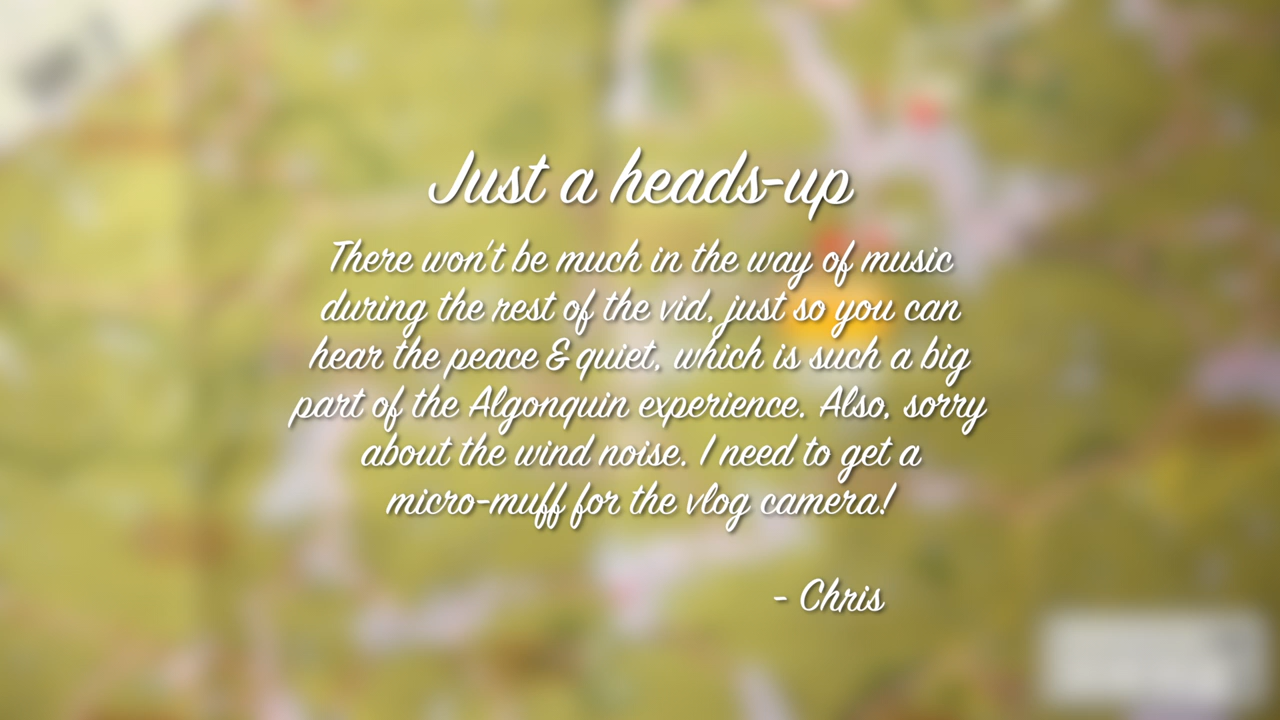 Just a heads-up
There won't be much in the way of music
during the rest of the vid, just so you can
hear the peace & quiet, which is such a big
part of the Algonquin experience. Also, sorry
about the wind noise. I need to get a
micro-muff for the vlog camera!
- Chris